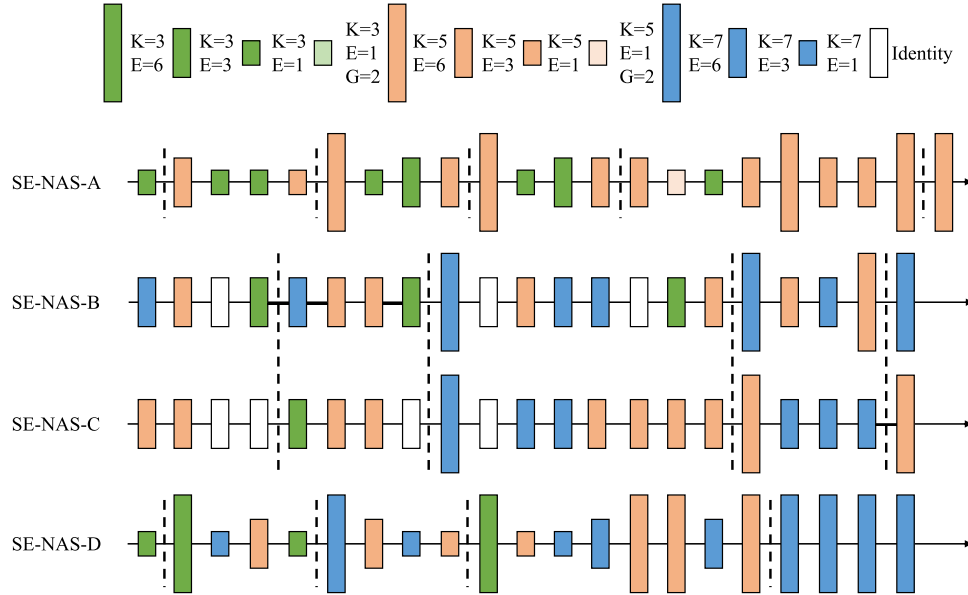 K=3
E=6
K=3
E=3
K=3
E=1
K=3
E=1
G=2
K=5
E=6
K=5
E=3
K=5
E=1
K=5
E=1
G=2
K=7
E=6
K=7
E=3
K=7
E=1
Identity
SE-NAS-A
SE-NAS-B
SE-NAS-C
SE-NAS-D